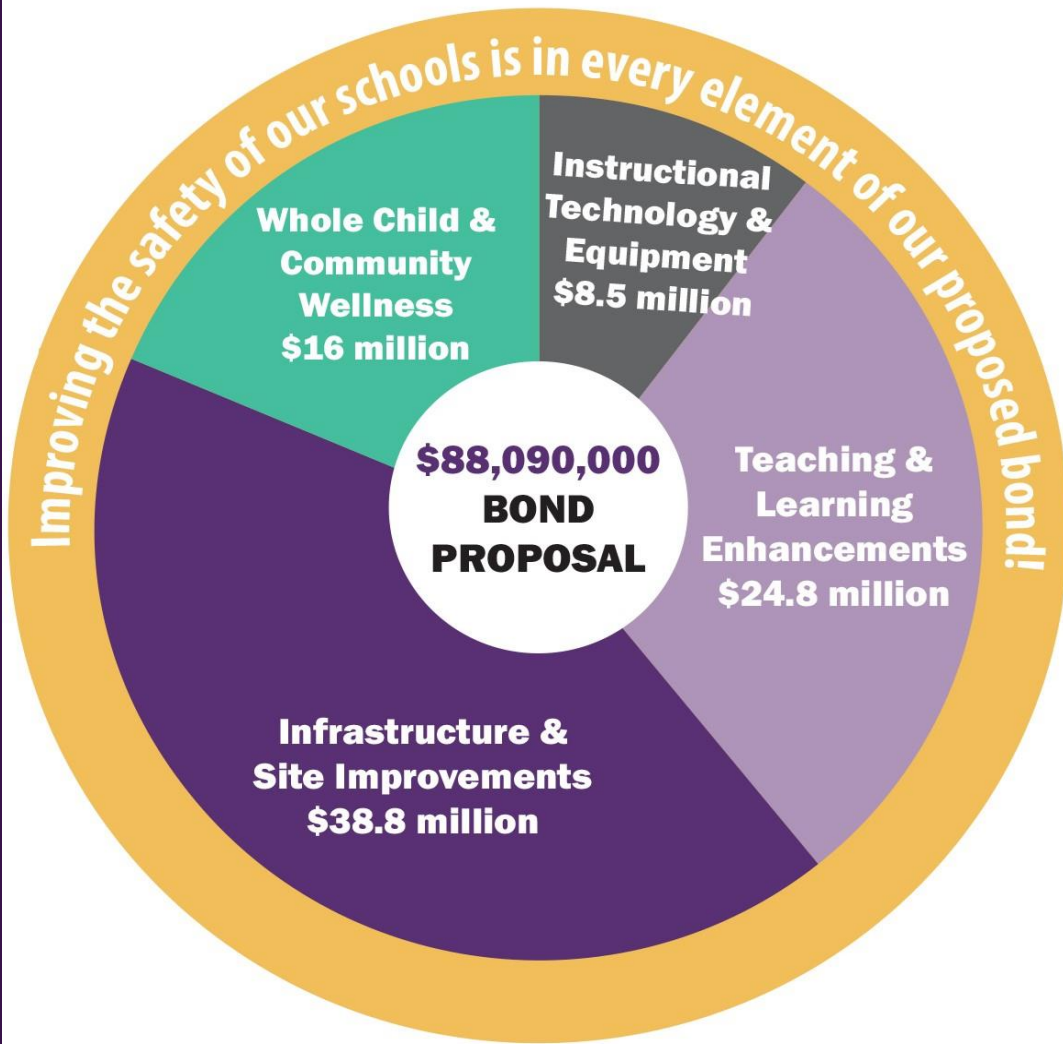 Improving the safety of our schools is in every element of our proposed bond!
Whole Child &
Community
Wellness
$16 million
Instructional
Technology &
Equipment
$8.5 million
$88,090,000
BOND
PROPOSAL
Teaching &
Learning
Enhancements
$24.8 million
Infrastructure &
Site Improvements
$38.8 million